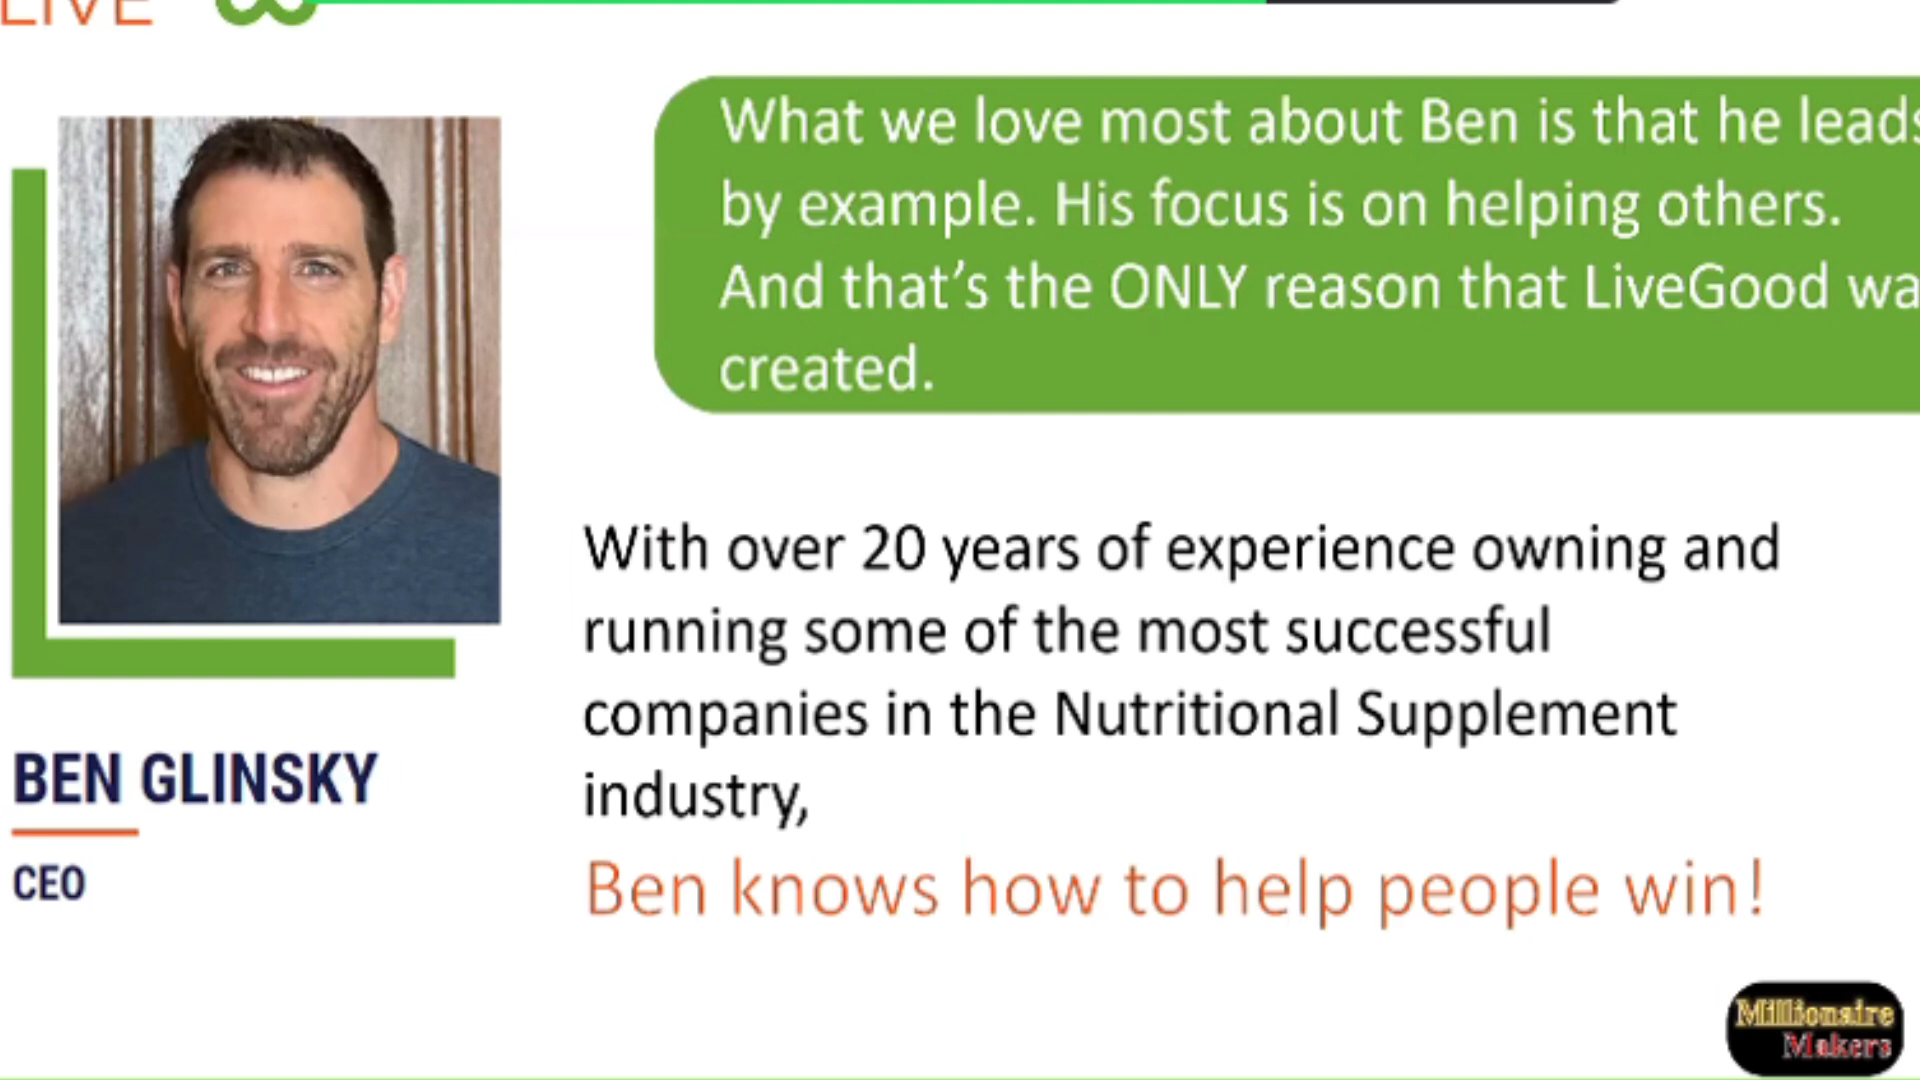 LIVE
What we love most about Ben is that he leads
by example. His focus is on helping others.
And that’s the ONLY reason that LiveGood wa
created.
With over 20 years of experience owning and
running some of the most successful
companies in the Nutritional Supplement
industry,
Ben knows how to help people win!
BEN GLINSKY
CEO
Millionaire
Makers